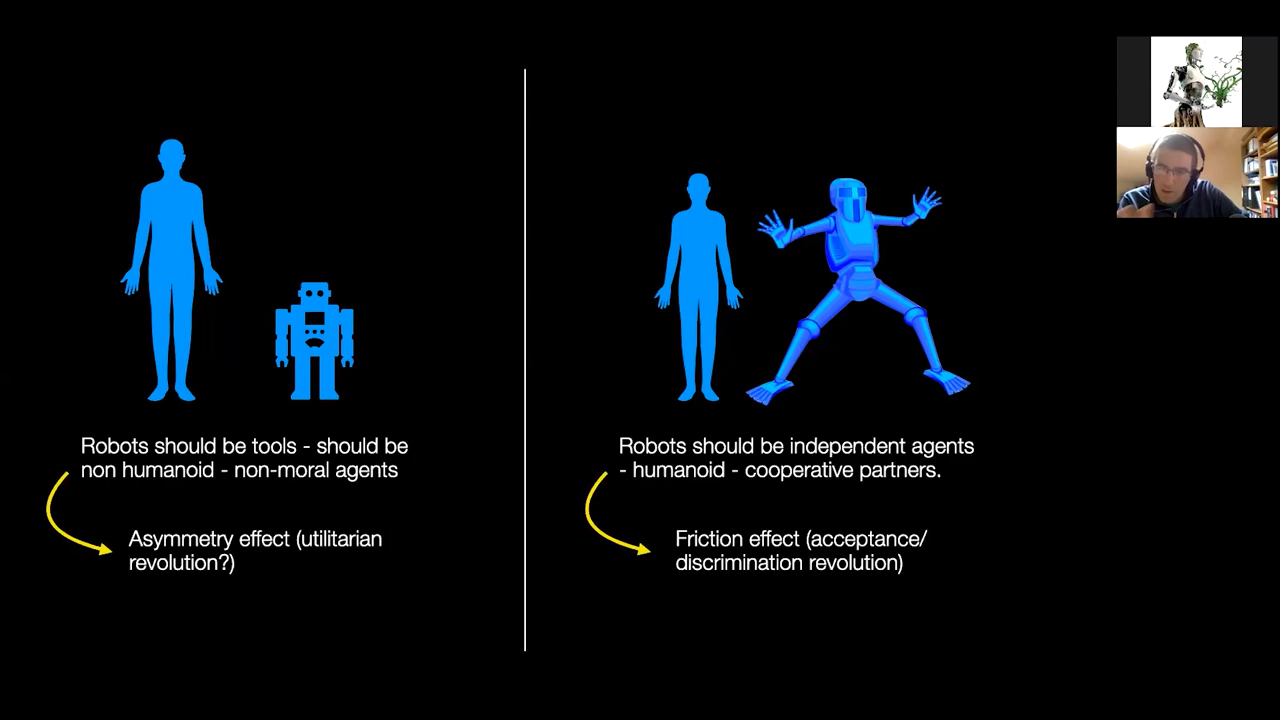 Robots should be tools - should be
non humanoid - non-moral agents
Asymmetry effect (utilitarian
revolution?)
Robots should be independent agents
- humanoid - cooperative partners.
Friction effect (acceptance/
discrimination revolution)